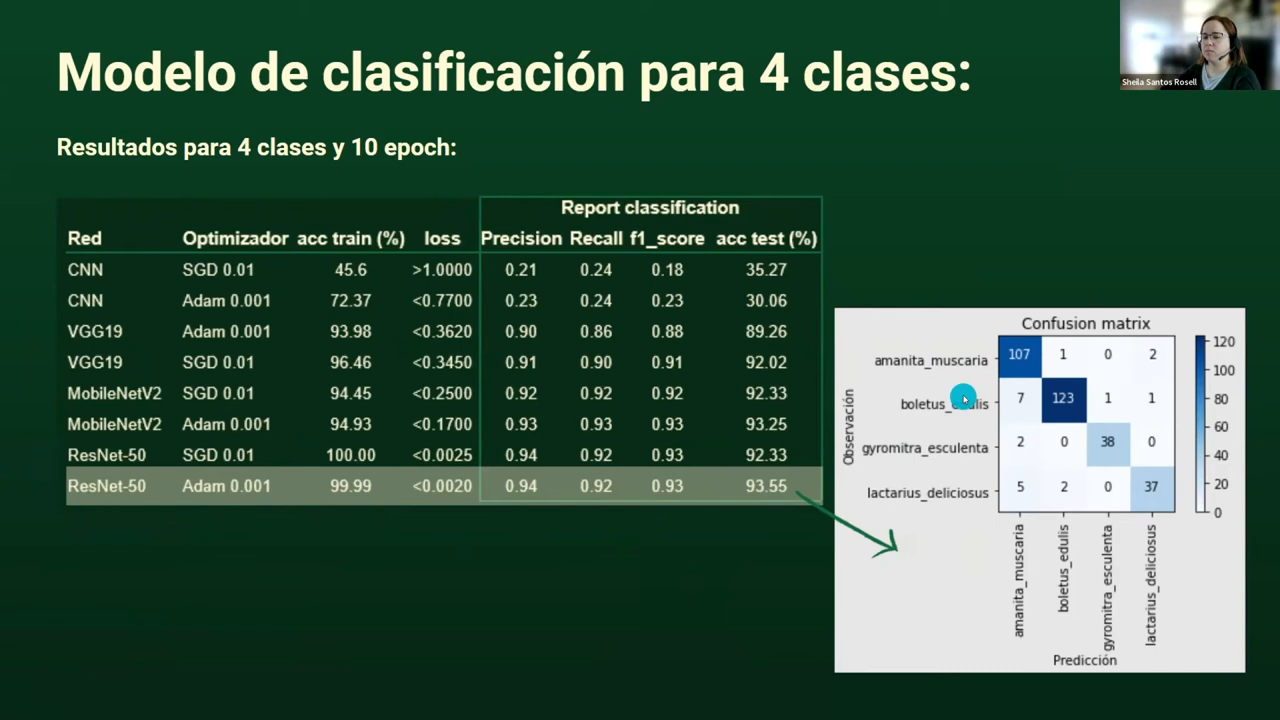 Modelo de clasificación para 4 clases:
Sheila Santos Rosell
Resultados para 4 clases y 10 epoch:
Report classification
Red Optimizador acc train (%) loss Precision Recall f1_score acc test (%)
CNN SGD 0.01 45.6 >1.0000 0.21 0.24 0.18 35.27
CNN Adam 0.001 72.37 <0.7700 0.23 0.24 0.23 30.06
VGG19 Adam 0.001 93.98 <0.3620 0.90 0.86 0.88 89.26
VGG19 SGD 0.01 96.46 <0.3450 0.91 0.90 0.91 92.02
MobileNetV2 SGD 0.01 94.45 <0.2500 0.92 0.92 0.92 92.33
MobileNetV2 Adam 0.001 94.93 <0.1700 0.93 0.93 0.93 93.25
ResNet-50 SGD 0.01 100.00 <0.0025 0.94 0.92 0.93 92.33
ResNet-50 Adam 0.001 99.99 <0.0020 0.94 0.92 0.93 93.55
Confusion matrix
Observación
amanita_muscaria 107 1 0 2
boletus_edulis 7 123 1 1
gyromitra_esculenta 2 0 38 0
lactarius_deliciosus 5 2 0 37
amanita_muscaria
boletus_edulis
gyromitra_esculenta
lactarius_deliciosus
Predicción
120
100
80
60
40
20
0